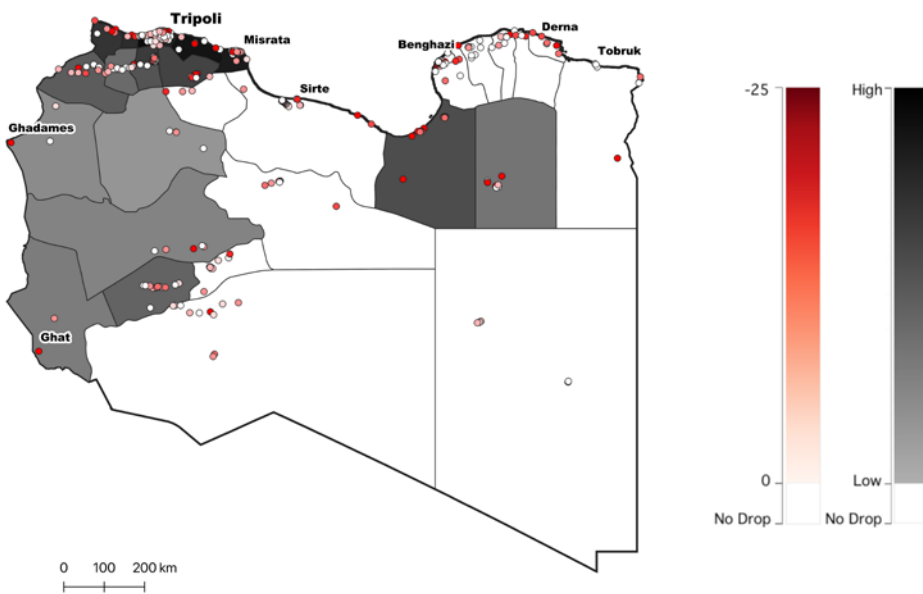 Tripoli
Derna
Misrata
Benghazi
Tobruk
Sirte
-25
High
Ghadames
Ghat
0
Low
No Drop
No Drop
0 100 200 km